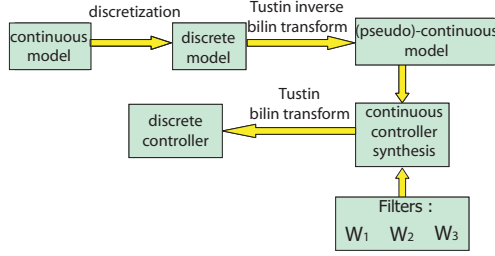 discretization
Tustin inverse
bilin transform
continuous
model
discrete
model
(pseudo)-continuous
model
Tustin
bilin transform
discrete
controller
continuous
controller
synthesis
Filters :
W1 W2 W3